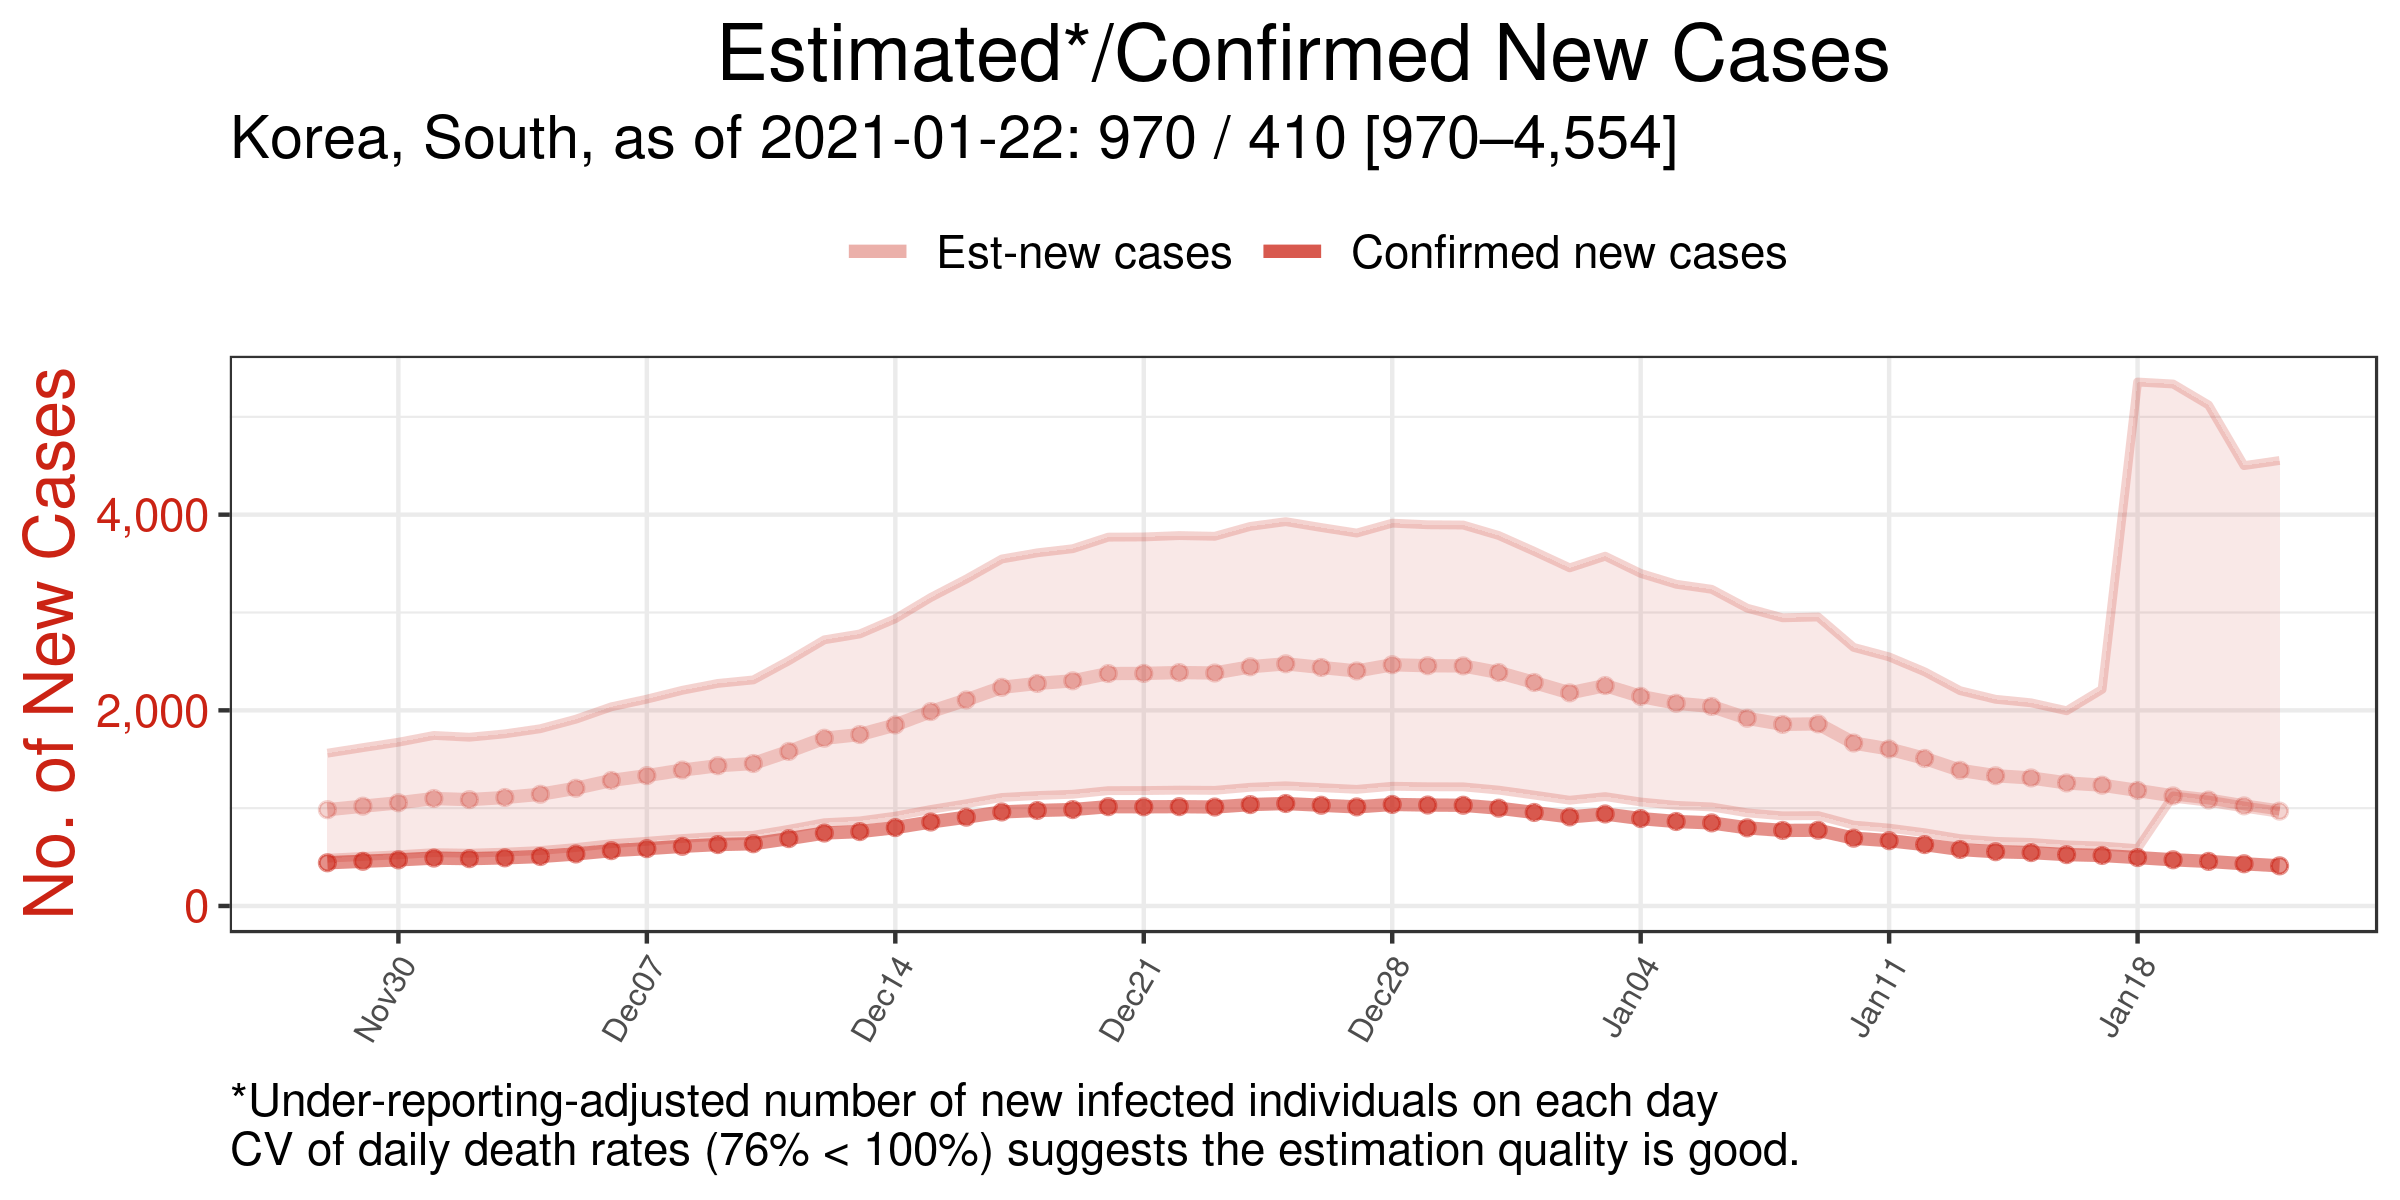 Estimated*/Confirmed New Cases
Korea, South, as of 2021-01-22: 970 / 410 [970–4,554]
Est-new cases
Confirmed new cases
No. of New Cases
4,000
2,000
0
Nov30
Dec07
Dec14
Dec21
Dec28
Jan04
Jan11
Jan18
*Under-reporting-adjusted number of new infected individuals on each day
CV of daily death rates (76% < 100%) suggests the estimation quality is good.